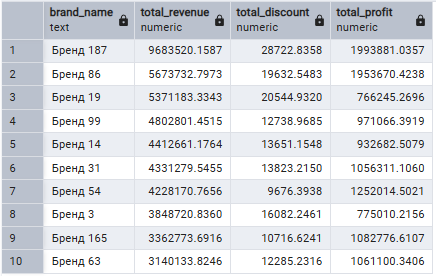 brand_name total_revenue total_discount total_profit
text numeric numeric numeric
1 Бренд 187 9683520.1587 28722.8358 1993881.0357
2 Бренд 86 5673732.7973 19632.5483 1953670.4238
3 Бренд 19 5371183.3343 20544.9320 766245.2696
4 Бренд 99 4802801.4515 12738.9685 971066.3919
5 Бренд 14 4412661.1764 13651.1548 932682.5079
6 Бренд 31 4331279.5455 13823.2150 1056311.1060
7 Бренд 54 4228170.7656 9676.3938 1252014.5021
8 Бренд 3 3848720.8360 16082.2461 775010.2156
9 Бренд 165 3362773.6916 10716.6241 1082776.6107
10 Бренд 63 3140133.8246 12285.2316 1061100.3406